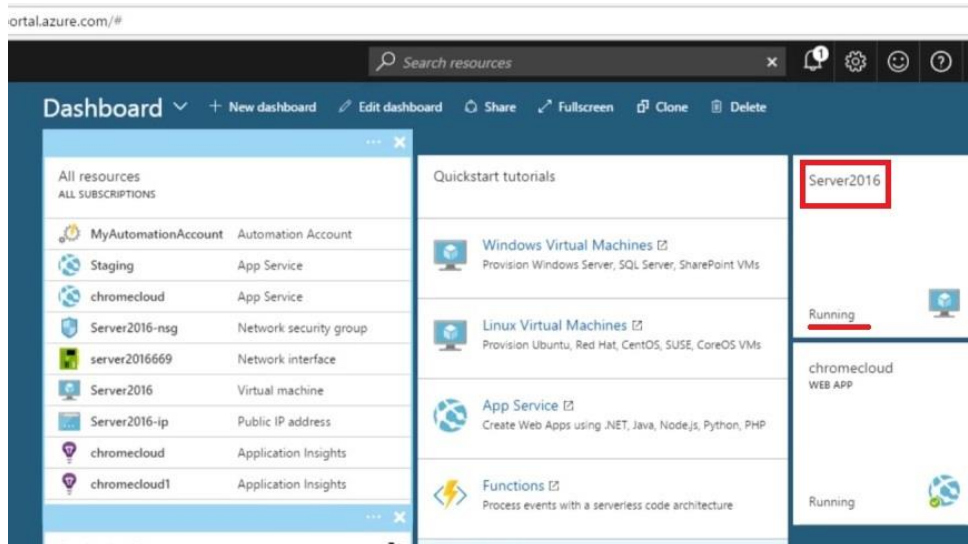 ortal.azure.com/#
Search resources
1
Dashboard
+ New dashboard
Edit dashboard
Share
Fullscreen
Clone
Delete
All resources
ALL SUBSCRIPTIONS
MyAutomationAccount Automation Account
Staging App Service
chromecloud App Service
Server2016-nsg Network security group
server2016669 Network interface
Server2016 Virtual machine
Server2016-ip Public IP address
chromecloud Application Insights
chromecloud1 Application Insights
Quickstart tutorials
Windows Virtual Machines
Provision Windows Server, SQL Server, SharePoint VMs
Linux Virtual Machines
Provision Ubuntu, Red Hat, CentOS, SUSE, CoreOS VMs
App Service
Create Web Apps using .NET, Java, Node.js, Python, PHP
Functions
Process events with a serverless code architecture
Server2016
Running
chromecloud
WEB APP
Running